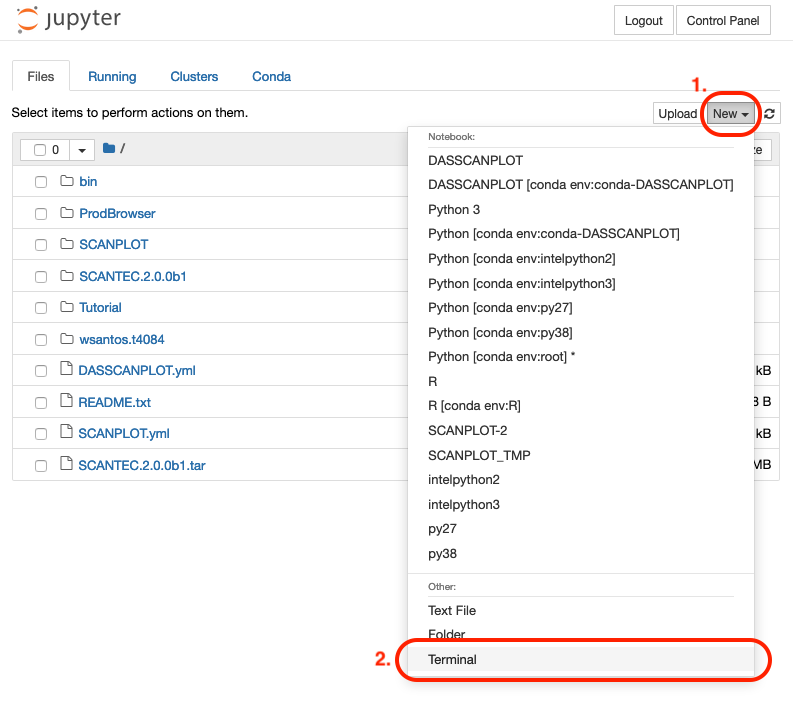 jupyter
Logout
Control Panel
Files
Running
Clusters
Conda
1.
Select items to perform actions on them.
Upload
New
0
/
ze
bin
ProdBrowser
SCANPLOT
SCANTEC.2.0.0b1
Tutorial
wsantos.t4084
DASSCANPLOT.yml
kB
README.txt
B
SCANPLOT.yml
kB
SCANTEC.2.0.0b1.tar
MB
Notebook:
DASSCANPLOT
DASSCANPLOT [conda env:conda-DASSCANPLOT]
Python 3
Python [conda env:conda-DASSCANPLOT]
Python [conda env:intelpython2]
Python [conda env:intelpython3]
Python [conda env:py27]
Python [conda env:py38]
Python [conda env:root] *
R
R [conda env:R]
SCANPLOT-2
SCANPLOT_TMP
intelpython2
intelpython3
py27
py38
Other:
Text File
Folder
2.
Terminal